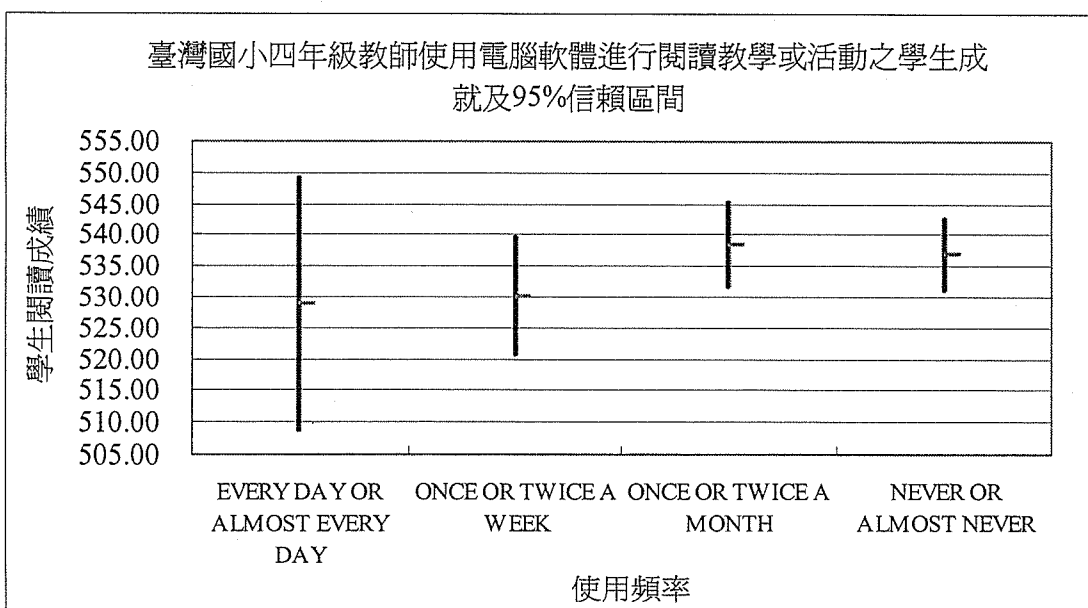 臺灣國小四年級教師使用電腦軟體進行閱讀教學或活動之學生成
就及95%信賴區間
學生閱讀成績
555.00
550.00
545.00
540.00
535.00
530.00
525.00
520.00
515.00
510.00
505.00
EVERY DAY OR
ALMOST EVERY
DAY
ONCE OR TWICE A
WEEK
ONCE OR TWICE A
MONTH
NEVER OR
ALMOST NEVER
使用頻率